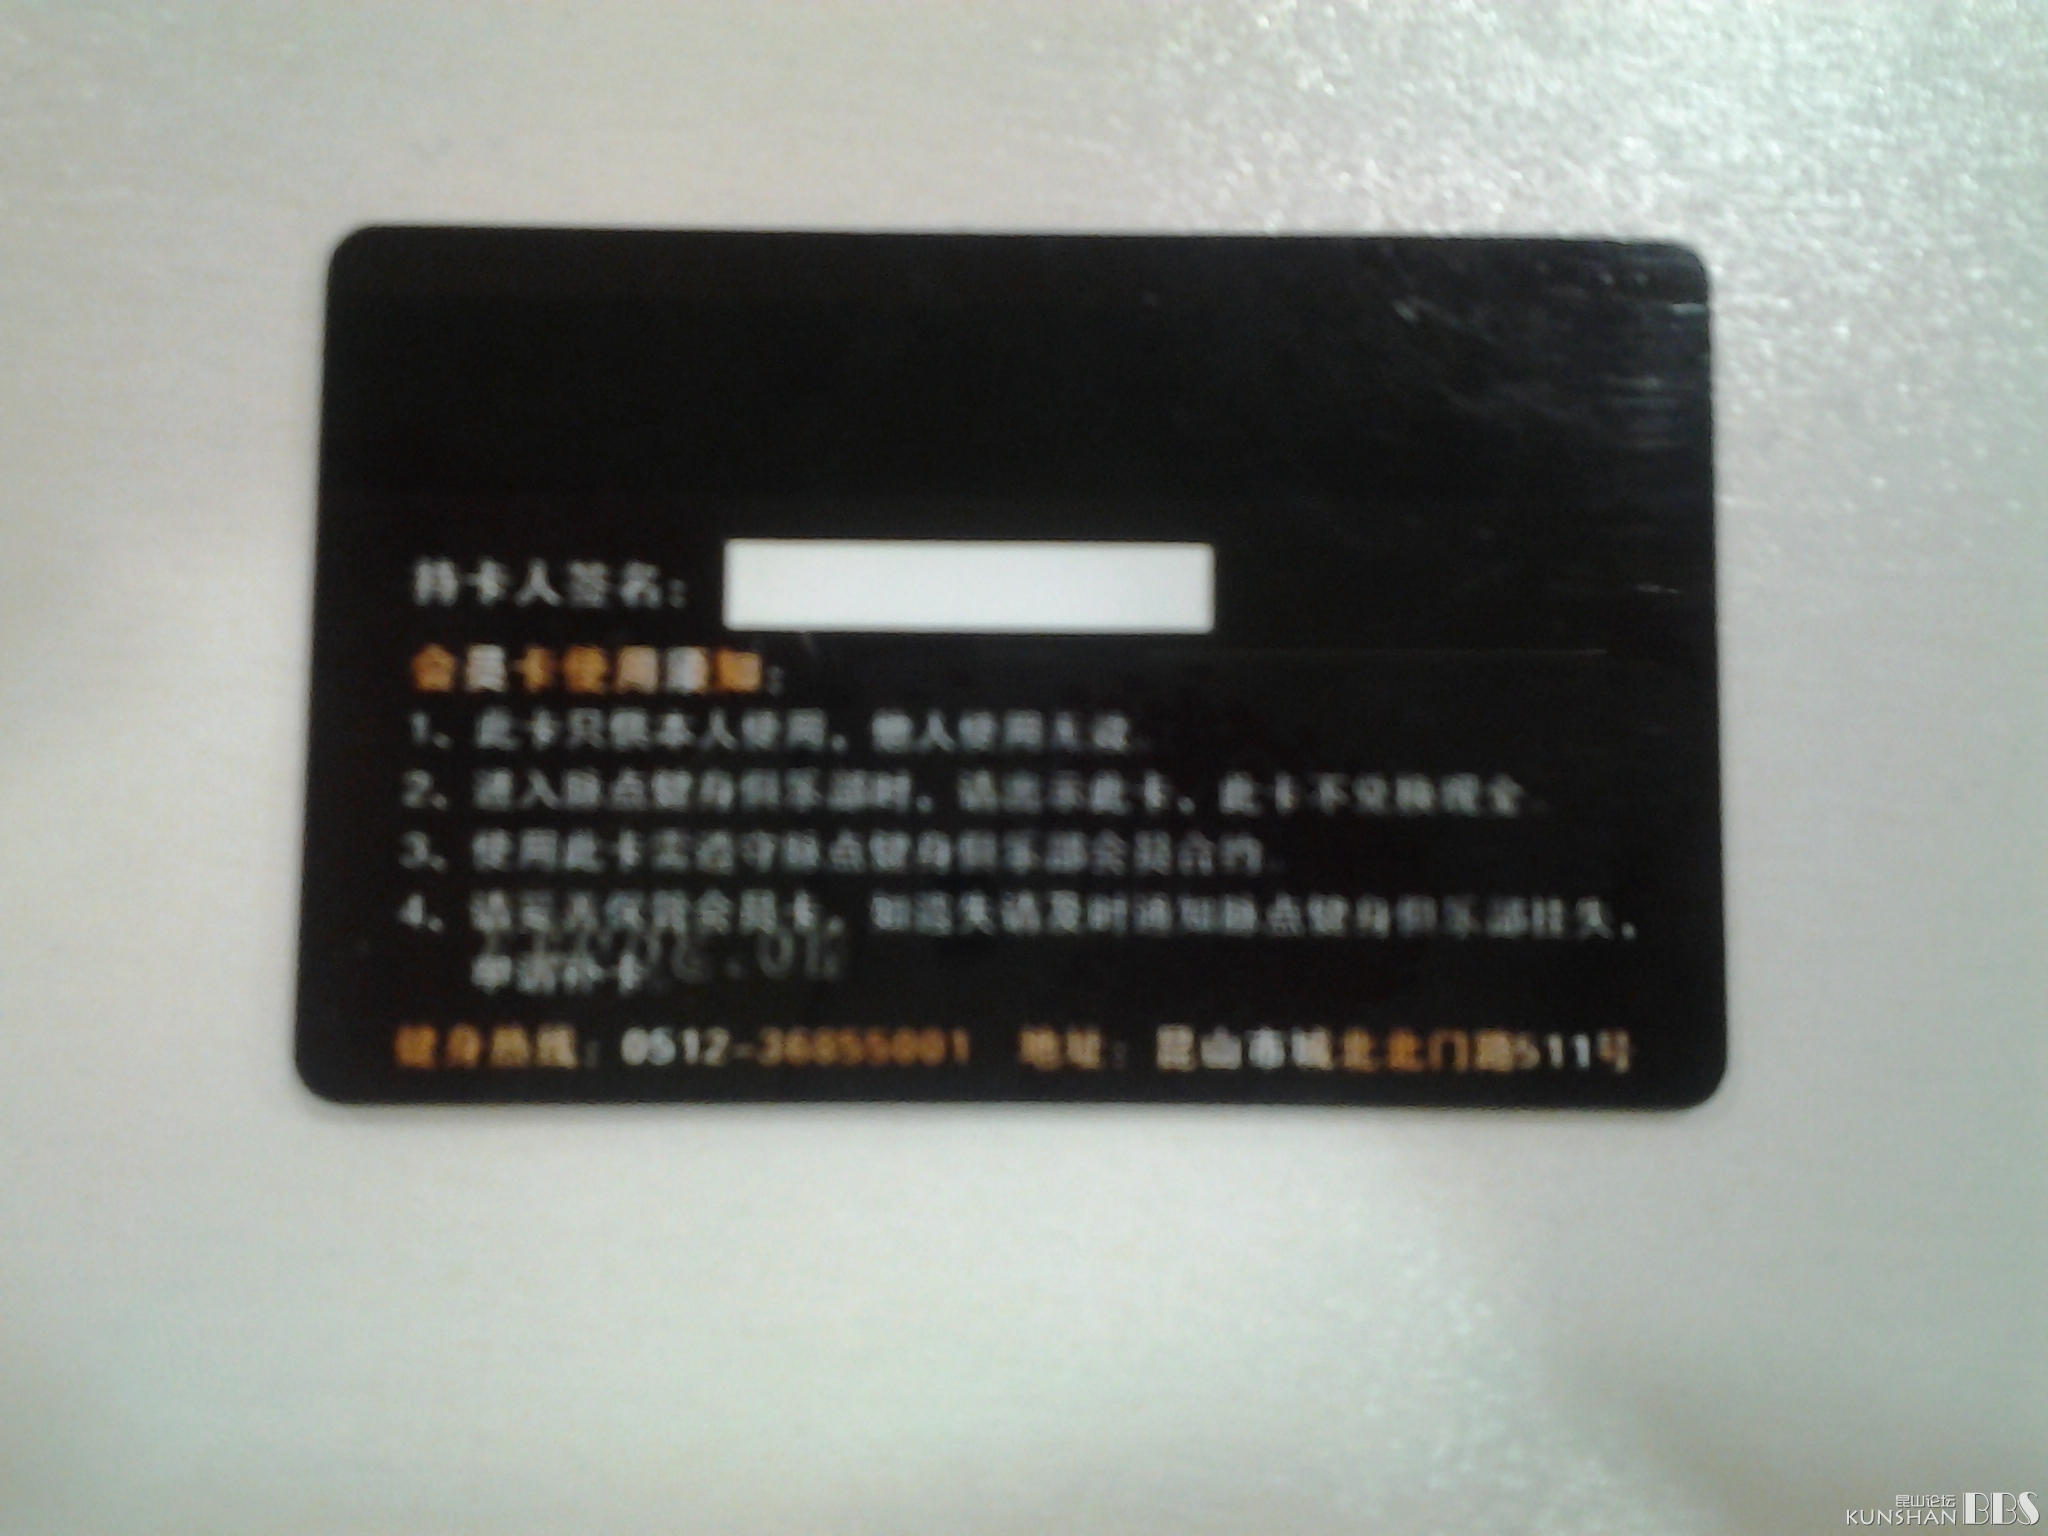 持卡人签名：
会员卡使用须知：
1、此卡只供本人使用，他人使用无效。
2、进入脉点健身俱乐部时，请出示此卡，此卡不兑换现金。
3、使用此卡需遵守脉点健身俱乐部会员合约。
4、请妥善保管会员卡，如遗失请及时通知脉点健身俱乐部挂失，
申请补卡。
健身热线：0512-36855001 地址：昆山市城北北门路511号
昆山论坛
KUNSHAN BBS